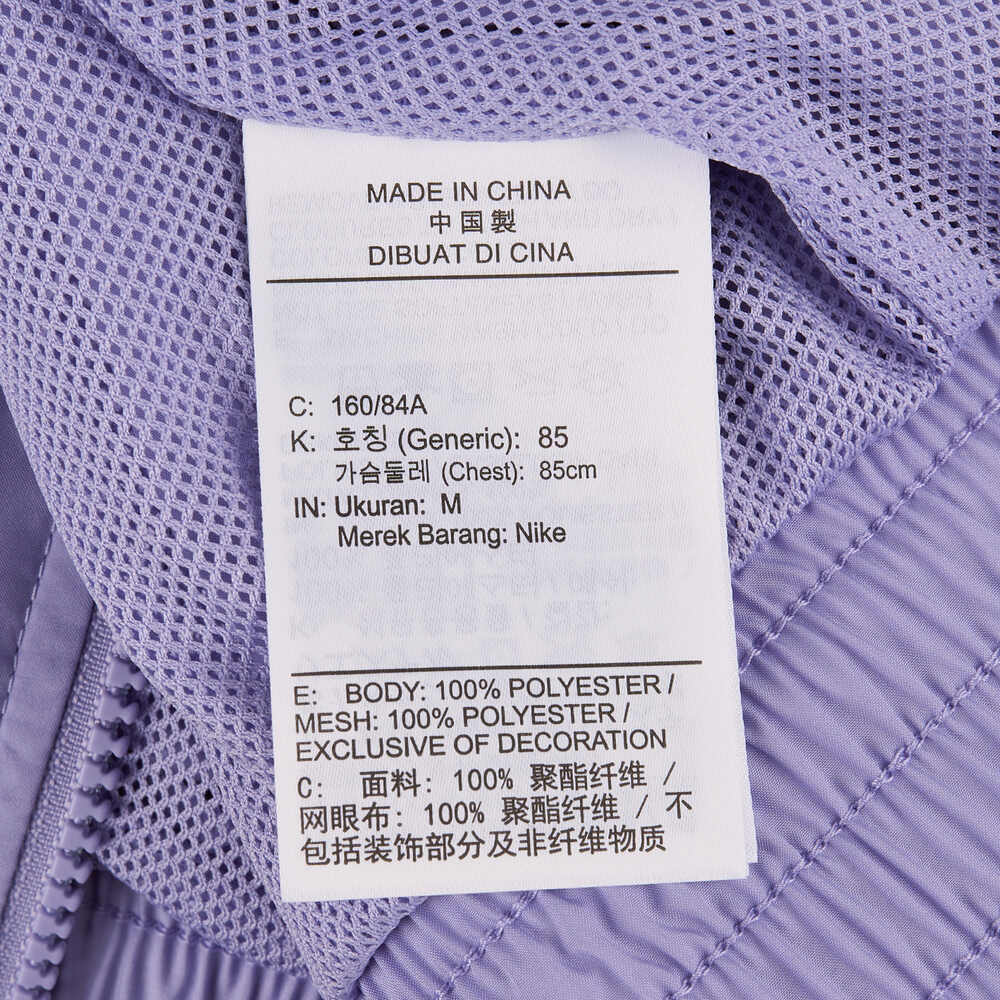 MADE IN CHINA
中国製
DIBUAT DI CINA
C: 160/84A
K: 호칭 (Generic): 85
가슴둘레 (Chest): 85cm
IN: Ukuran: M
Merek Barang: Nike
E: BODY: 100% POLYESTER /
MESH: 100% POLYESTER /
EXCLUSIVE OF DECORATION
C: 面料: 100% 聚酯纤维 /
网眼布: 100% 聚酯纤维 / 不
包括装饰部分及非纤维物质